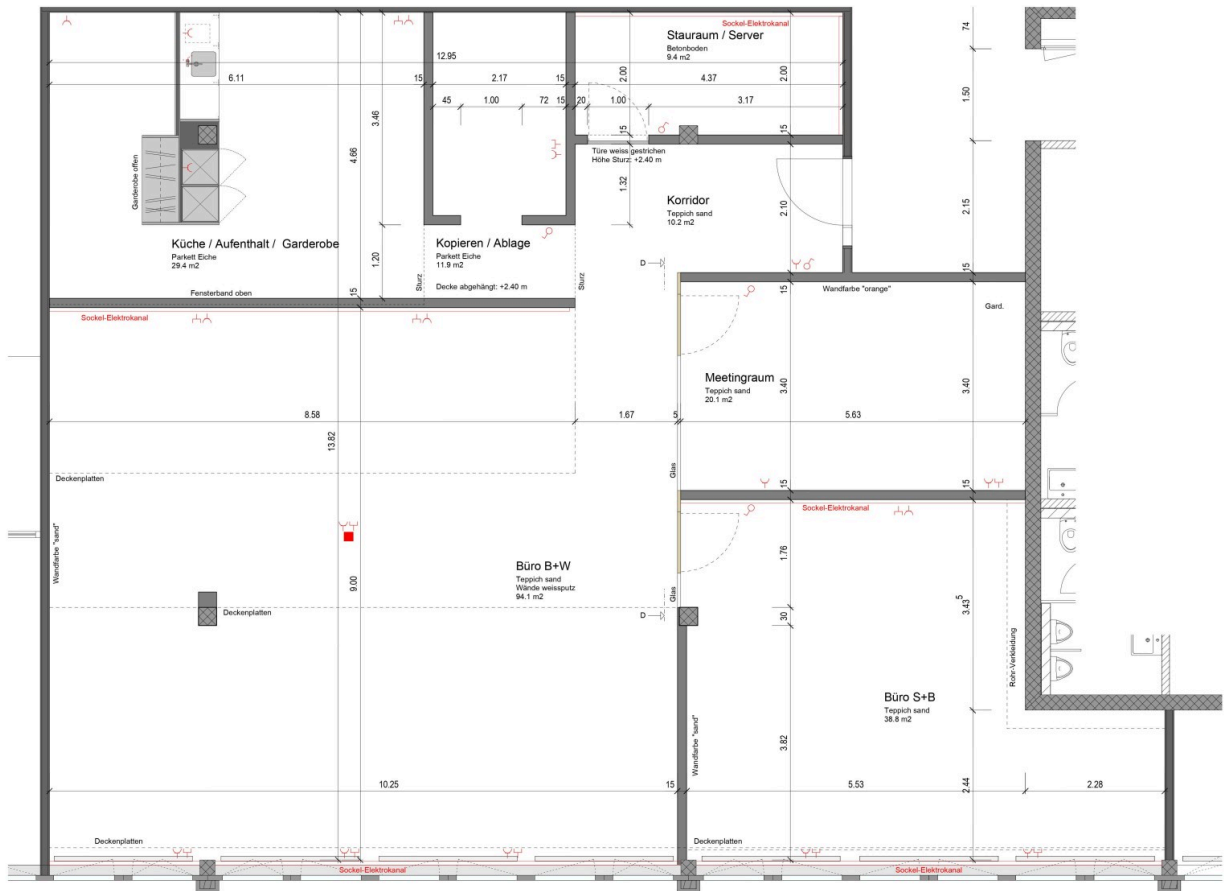 Sockel-Elektrokanal
Stauraum / Server
Betonboden
9.4 m2
74
12.95
6.11
15
2.17
15
2.00
4.37
2.00
45
1.00
72
15
20
1.00
3.17
1.50
3.46
4.66
15
15
Türe weiss gestrichen
Höhe Sturz: +2.40 m
Garderobe offen
1.32
Korridor
Teppich sand
10.2 m2
2.10
2.15
Küche / Aufenthalt / Garderobe
Parkett Eiche
29.4 m2
Kopieren / Ablage
Parkett Eiche
11.9 m2
Decke abgehängt: +2.40 m
1.20
Sturz
Sturz
D
15
Fensterband oben
15
15
Wandfarbe "orange"
15
Gard.
Sockel-Elektrokanal
Meetingraum
Teppich sand
20.1 m2
3.40
3.40
8.58
1.67
5
5.63
13.82
Deckenplatten
Glas
15
15
Sockel-Elektrokanal
Wandfarbe "sand"
1.76
Büro B+W
Teppich sand
Wände weissputz
94.1 m2
9.00
Glas
Deckenplatten
D
30
3.43
5
Rohr-Verkleidung
Büro S+B
Teppich sand
38.8 m2
Wandfarbe "sand"
3.82
10.25
15
5.53
2.44
2.28
Deckenplatten
Deckenplatten
Sockel-Elektrokanal
Sockel-Elektrokanal